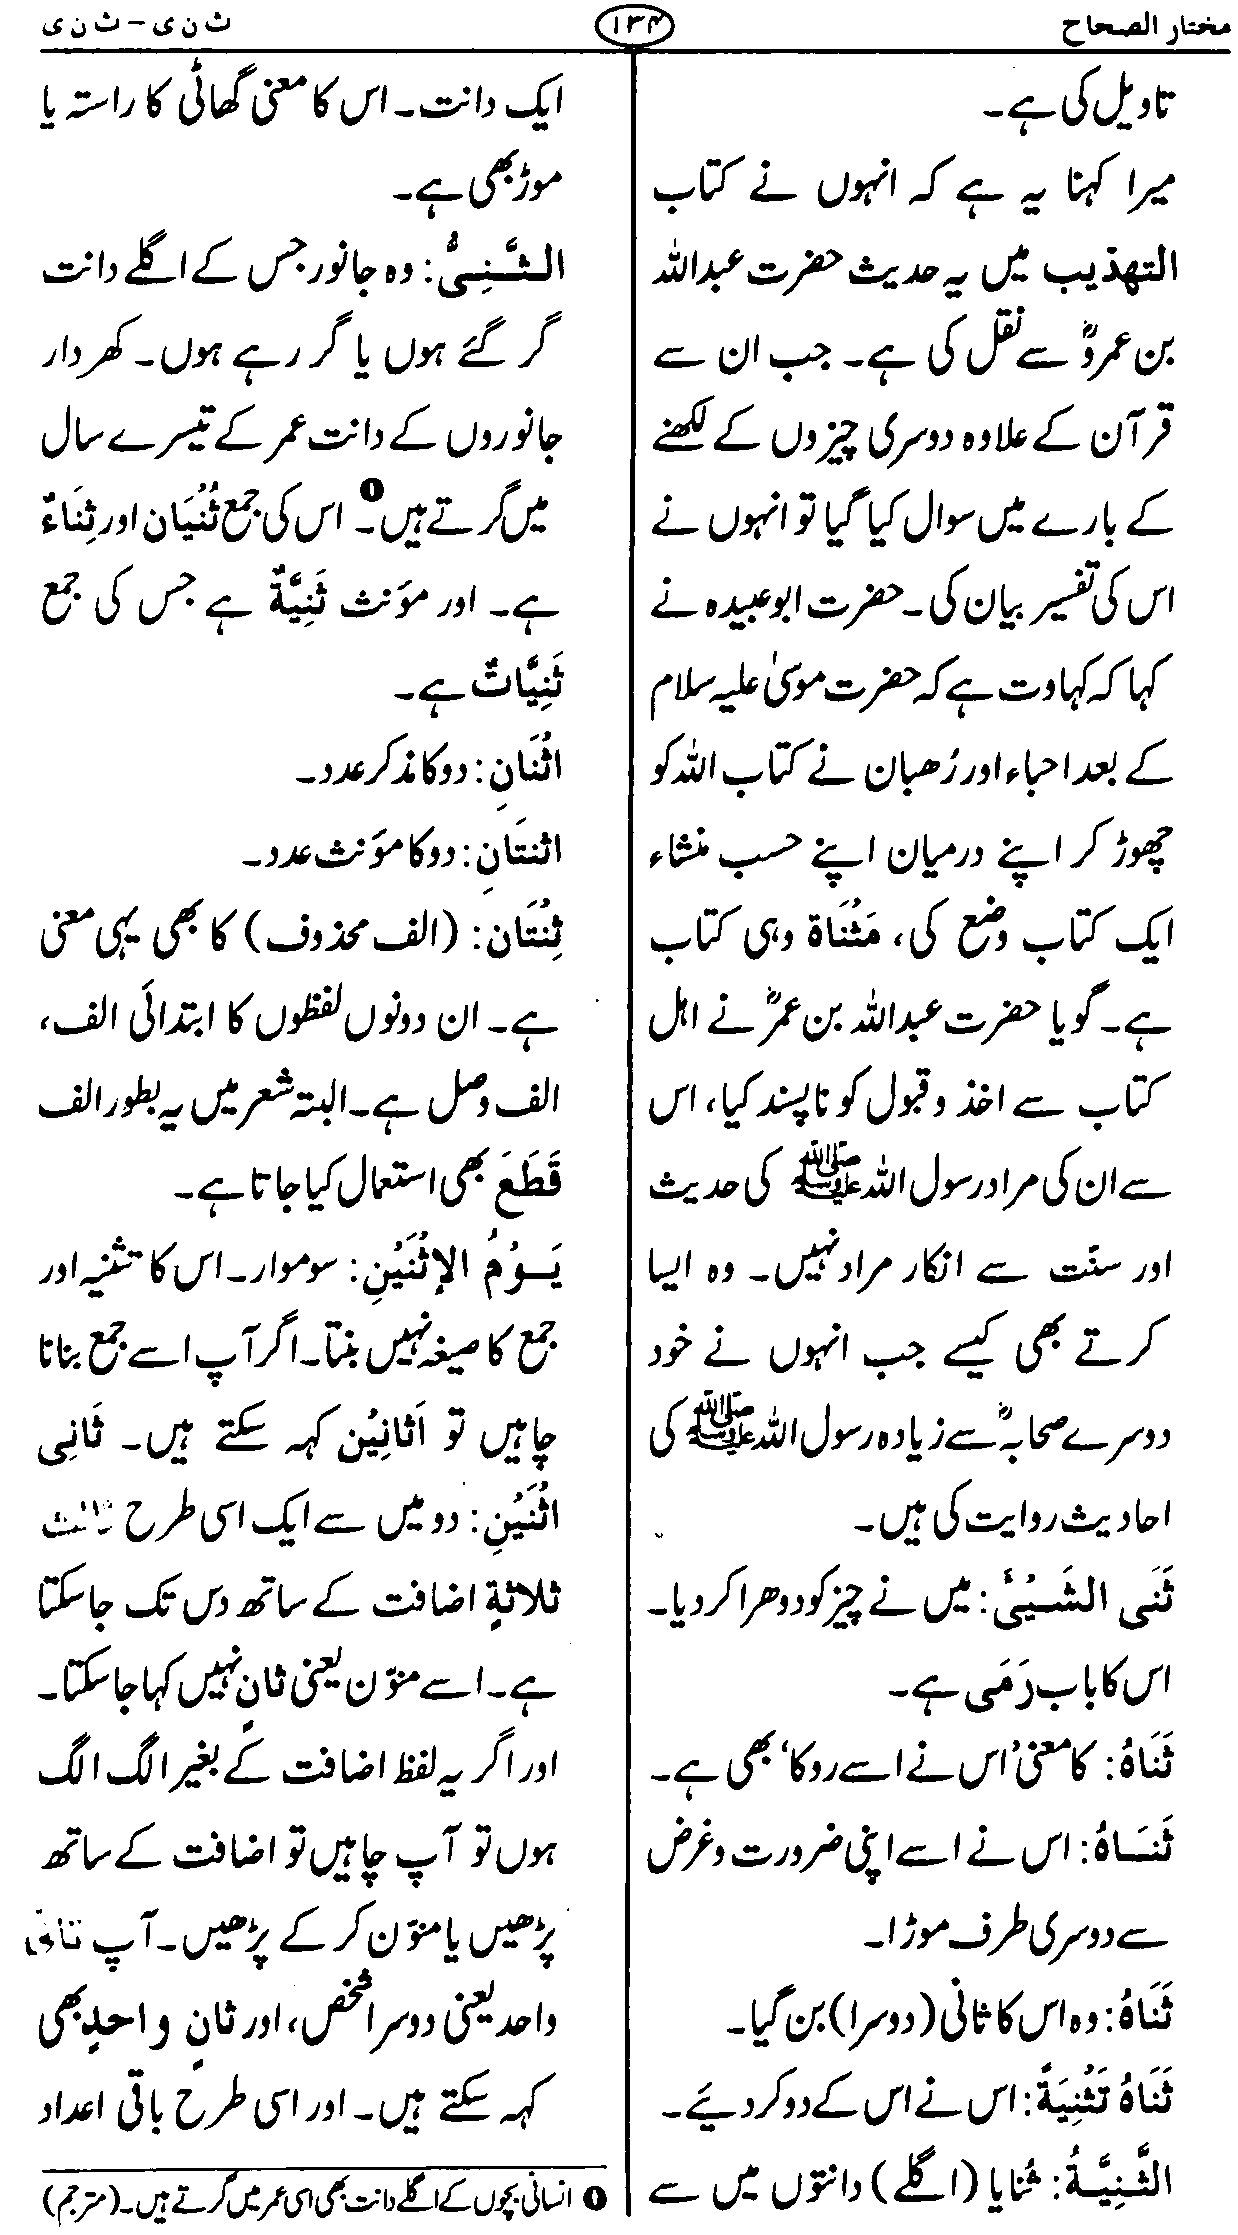 مختار الصحاح
۱۳۴
ث ن ی – ث ن ی
تاویل کی ہے۔
میرا کہنا یہ ہے کہ انہوں نے کتاب
التهذیب میں یہ حدیث حضرت عبداللہ
بن عمروؓ سے نقل کی ہے۔ جب ان سے
قرآن کے علاوہ دوسری چیزوں کے لکھنے
کے بارے میں سوال کیا گیا تو انہوں نے
اس کی تفسیر بیان کی۔ حضرت ابوعبیدہ نے
کہا کہ کہاوت ہے کہ حضرت موسیٰ علیہ سلام
کے بعد احباء اور رُهبان نے کتاب اللہ کو
چھوڑ کر اپنے درمیان اپنے حسب منشاء
ایک کتاب وضع کی، مَثْنَاة وہی کتاب
ہے۔ گویا حضرت عبداللہ بن عمرؓ نے اہل
کتاب سے اخذ و قبول کو ناپسند کیا، اس
سے ان کی مراد رسول اللہ ﷺ کی حدیث
اور سنّت سے انکار مراد نہیں۔ وہ ایسا
کرتے بھی کیسے جب انہوں نے خود
دوسرے صحابہؓ سے زیادہ رسول اللہ ﷺ کی
احادیث روایت کی ہیں۔
ثَنَى الشَّيْئَ: میں نے چیز کو دوھرا کر دیا۔
اس کا باب رَمَى ہے۔
ثَنَاهُ: کا معنی ’اس نے اسے روکا‘ بھی ہے۔
ثَنَاهُ: اس نے اسے اپنی ضرورت و غرض
سے دوسری طرف موڑا۔
ثَنَاهُ: وہ اس کا ثانی (دوسرا) بن گیا۔
ثَنَاهُ تَثْنِيَةً: اس نے اس کے دو کر دیئے۔
الثَّنِيَّةُ: ثنایا (اگلے) دانتوں میں سے
ایک دانت۔ اس کا معنی گھاٹی کا راستہ یا
موڑ بھی ہے۔
الثَّنِيُّ: وہ جانور جس کے اگلے دانت
گر گئے ہوں یا گر رہے ہوں۔ کھر دار
جانوروں کے دانت عمر کے تیسرے سال
میں گرتے ہیں۔❶ اس کی جمع ثُنْيَان اور ثِنَاءٌ
ہے۔ اور مؤنث ثَنِيَّةٌ ہے جس کی جمع
ثَنِيَّاتٌ ہے۔
اثْنَانِ: دو کا مذکر عدد۔
اثنتَانِ: دو کا مؤنث عدد۔
ثِنْتَان: (الف محذوف) کا بھی یہی معنی
ہے۔ ان دونوں لفظوں کا ابتدائی الف،
الف وصل ہے۔ البتہ شعر میں یہ بطور الف
قَطَعَ بھی استعمال کیا جاتا ہے۔
يَوْمُ الإثْنَيْنِ: سوموار۔ اس کا تثنیہ اور
جمع کا صیغہ نہیں بنتا۔ اگر آپ اسے جمع بنانا
چاہیں تو اَثانِيْن کہہ سکتے ہیں۔ ثَانِی
اثْنَيْنِ: دو میں سے ایک اسی طرح ثالث
ثلاثةٍ اضافت کے ساتھ دس تک جا سکتا
ہے۔ اسے منوّن یعنی ثانٍ نہیں کہا جا سکتا۔
اور اگر یہ لفظ اضافت کے بغیر الگ الگ
ہوں تو آپ چاہیں تو اضافت کے ساتھ
پڑھیں یا منوّن کر کے پڑھیں۔ آپ ثانی
واحد یعنی دوسرا شخص، اور ثانٍ و احدٍ بھی
کہہ سکتے ہیں۔ اور اسی طرح باقی اعداد
❶ انسانی بچوں کے اگلے دانت بھی اسی عمر میں گرتے ہیں۔ (مترجم)